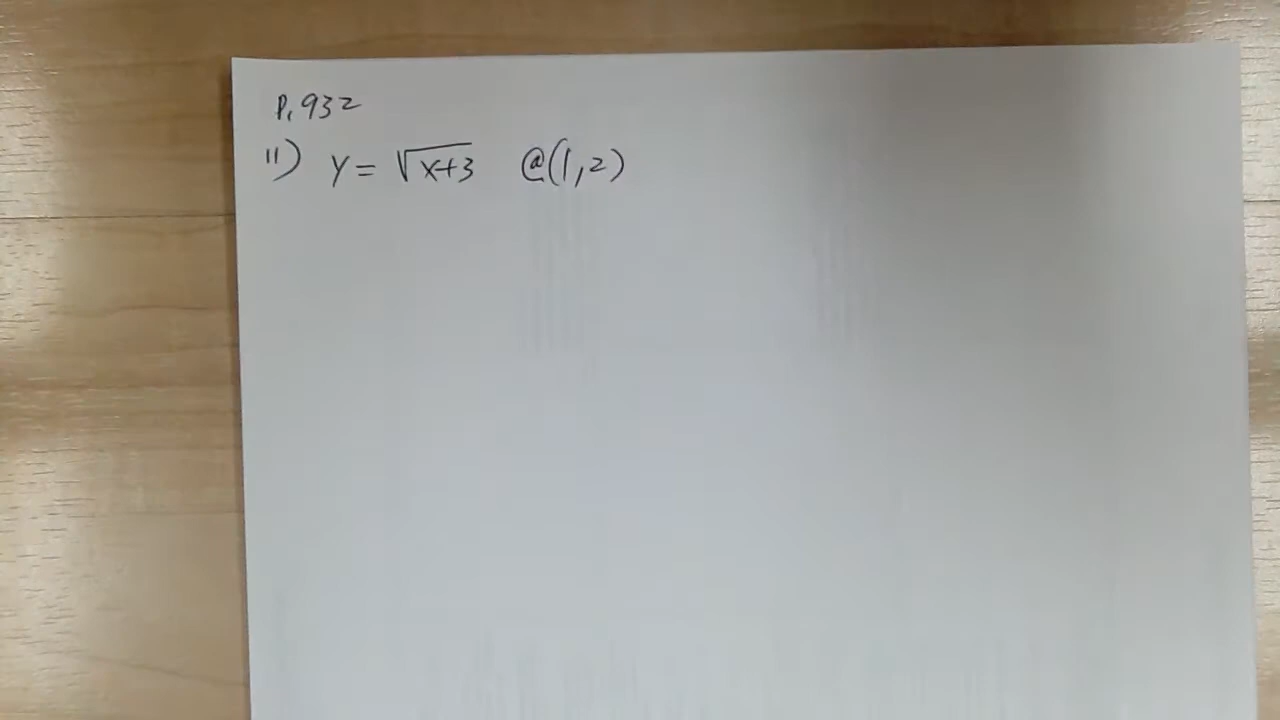 P. 932
11) y = √x+3 @(1,2)